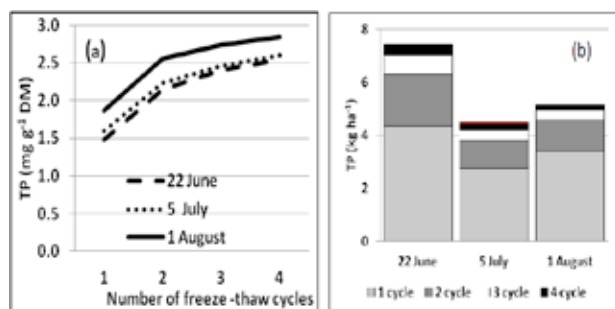 (a)
TP (mg g⁻¹ DM)
3.0
2.5
2.0
1.5
1.0
0.5
0.0
22 June
5 July
1 August
1 2 3 4
Number of freeze -thaw cycles
(b)
TP (kg ha⁻¹)
8
6
4
2
0
22 June 5 July 1 August
1 cycle 2 cycle 3 cycle 4 cycle